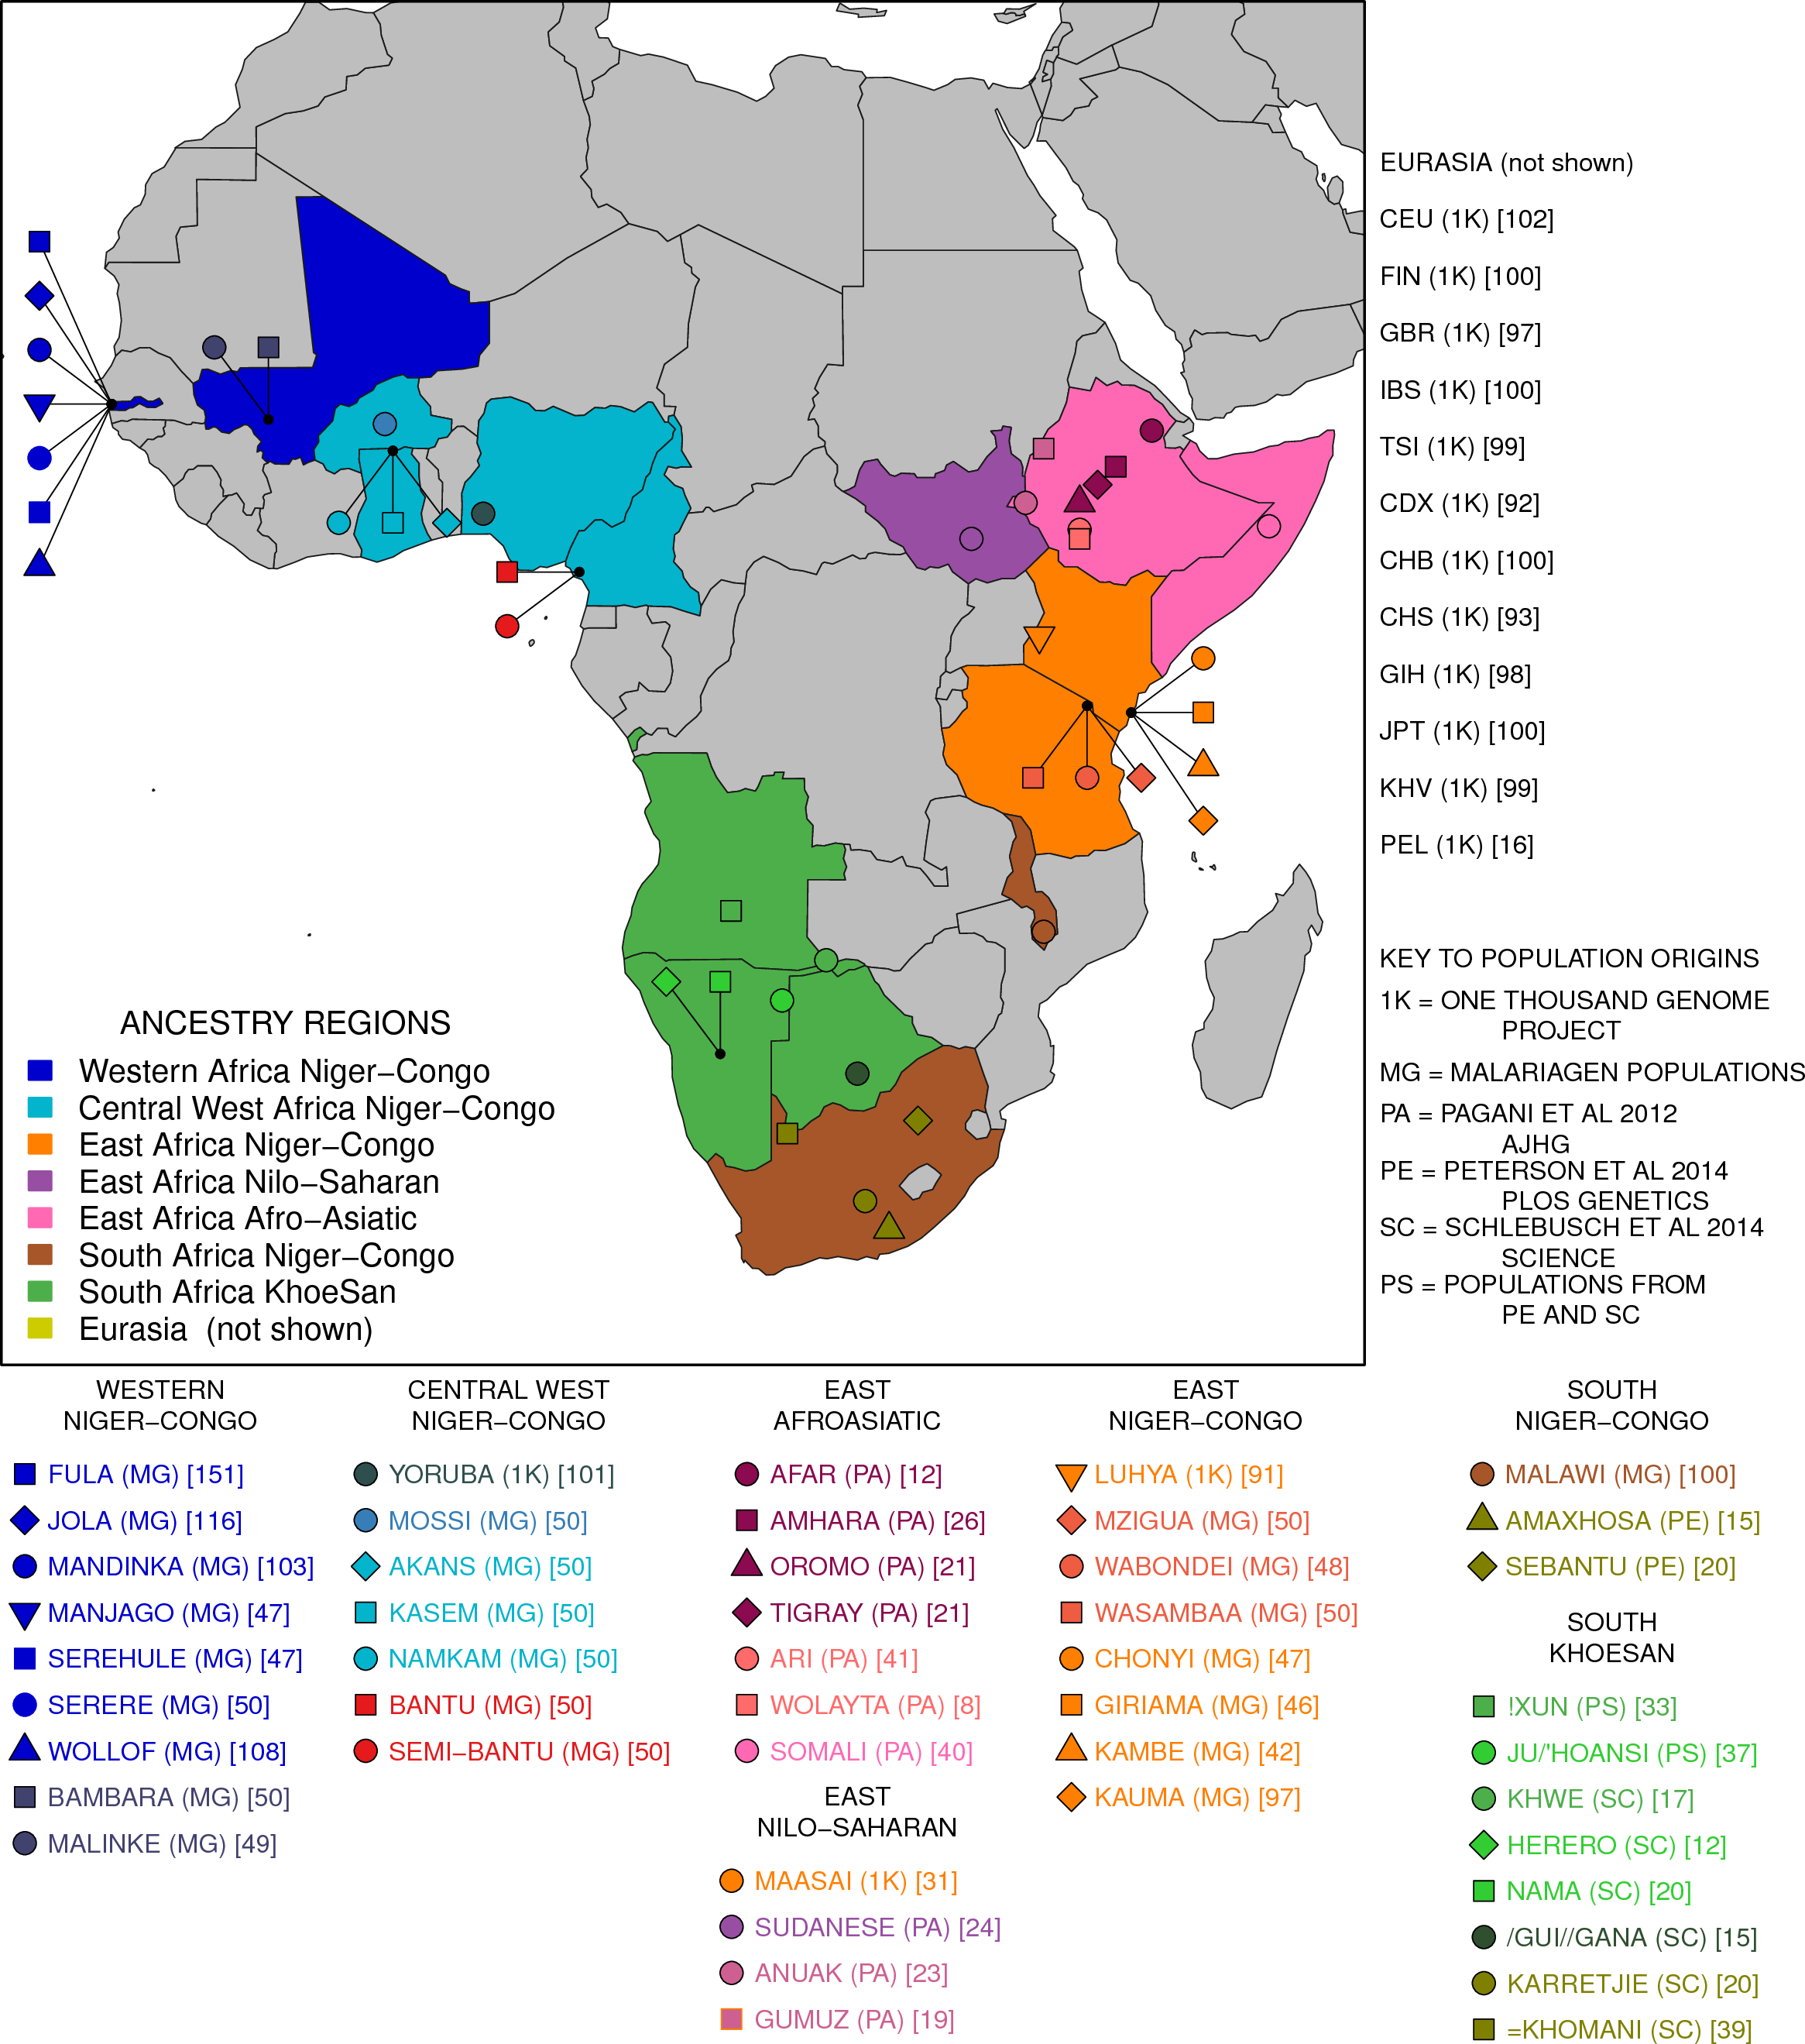 EURASIA (not shown)
CEU (1K) [102]
FIN (1K) [100]
GBR (1K) [97]
IBS (1K) [100]
TSI (1K) [99]
CDX (1K) [92]
CHB (1K) [100]
CHS (1K) [93]
GIH (1K) [98]
JPT (1K) [100]
KHV (1K) [99]
PEL (1K) [16]
KEY TO POPULATION ORIGINS
1K = ONE THOUSAND GENOME
PROJECT
MG = MALARIAGEN POPULATIONS
PA = PAGANI ET AL 2012
AJHG
PE = PETERSON ET AL 2014
PLOS GENETICS
SC = SCHLEBUSCH ET AL 2014
SCIENCE
PS = POPULATIONS FROM
PE AND SC
ANCESTRY REGIONS
Western Africa Niger−Congo
Central West Africa Niger−Congo
East Africa Niger−Congo
East Africa Nilo−Saharan
East Africa Afro−Asiatic
South Africa Niger−Congo
South Africa KhoeSan
Eurasia (not shown)
WESTERN
NIGER−CONGO
FULA (MG) [151]
JOLA (MG) [116]
MANDINKA (MG) [103]
MANJAGO (MG) [47]
SEREHULE (MG) [47]
SERERE (MG) [50]
WOLLOF (MG) [108]
BAMBARA (MG) [50]
MALINKE (MG) [49]
CENTRAL WEST
NIGER−CONGO
YORUBA (1K) [101]
MOSSI (MG) [50]
AKANS (MG) [50]
KASEM (MG) [50]
NAMKAM (MG) [50]
BANTU (MG) [50]
SEMI−BANTU (MG) [50]
EAST
AFROASIATIC
AFAR (PA) [12]
AMHARA (PA) [26]
OROMO (PA) [21]
TIGRAY (PA) [21]
ARI (PA) [41]
WOLAYTA (PA) [8]
SOMALI (PA) [40]
EAST
NILO−SAHARAN
MAASAI (1K) [31]
SUDANESE (PA) [24]
ANUAK (PA) [23]
GUMUZ (PA) [19]
EAST
NIGER−CONGO
LUHYA (1K) [91]
MZIGUA (MG) [50]
WABONDEI (MG) [48]
WASAMBAA (MG) [50]
CHONYI (MG) [47]
GIRIAMA (MG) [46]
KAMBE (MG) [42]
KAUMA (MG) [97]
SOUTH
NIGER−CONGO
MALAWI (MG) [100]
AMAXHOSA (PE) [15]
SEBANTU (PE) [20]
SOUTH
KHOESAN
!XUN (PS) [33]
JU/'HOANSI (PS) [37]
KHWE (SC) [17]
HERERO (SC) [12]
NAMA (SC) [20]
/GUI//GANA (SC) [15]
KARRETJIE (SC) [20]
=KHOMANI (SC) [39]